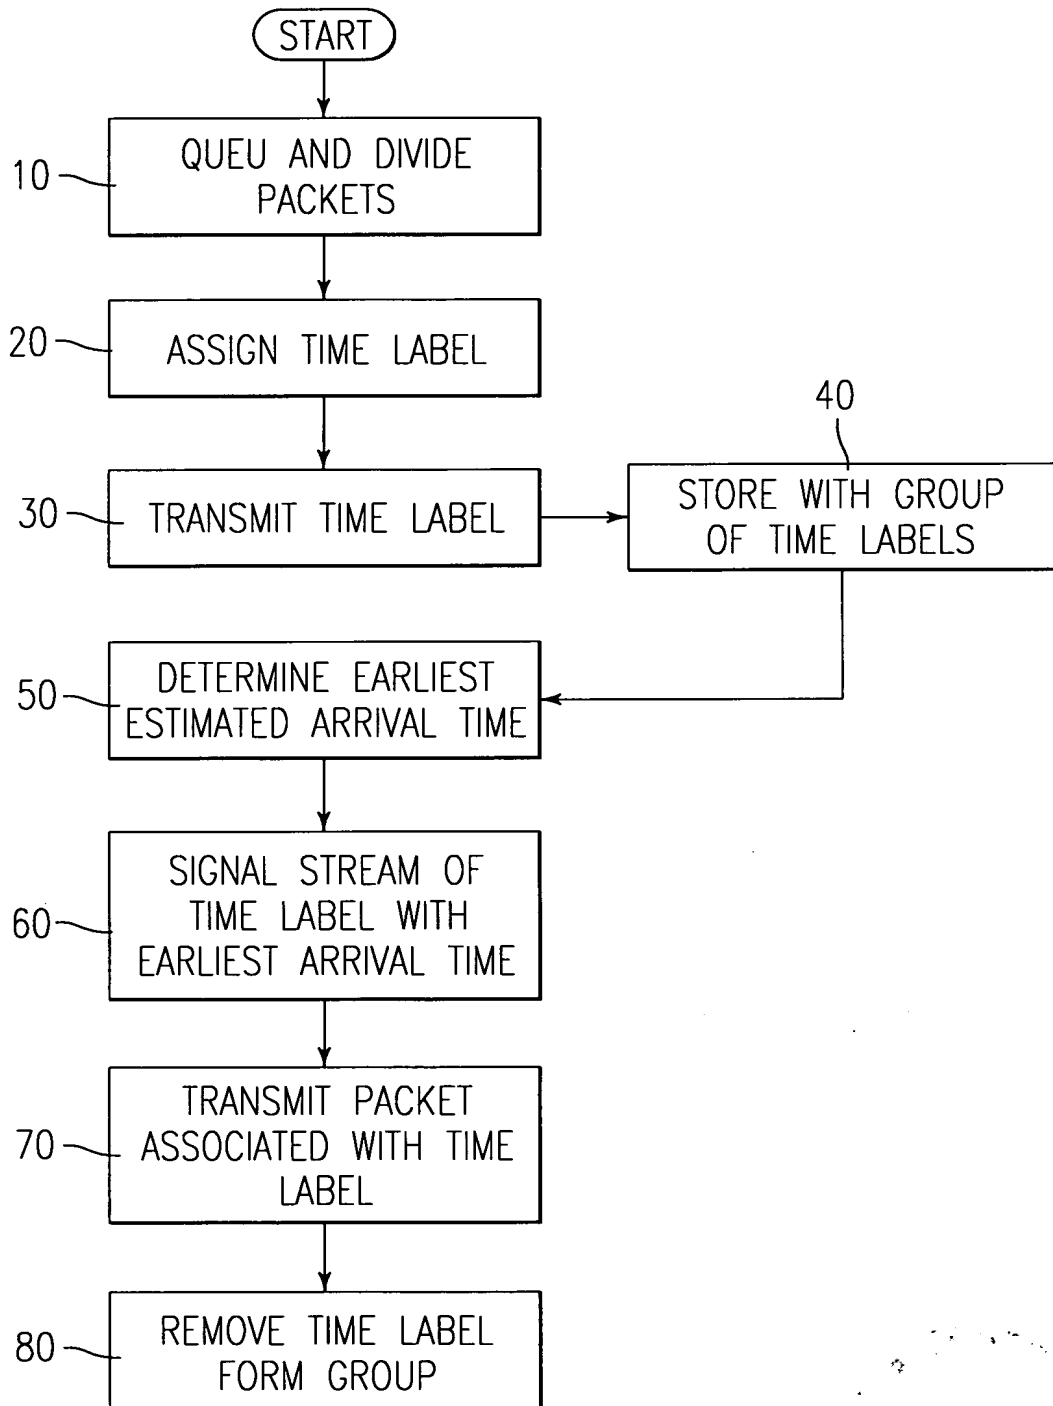 START
10
QUEU AND DIVIDE
PACKETS
20
ASSIGN TIME LABEL
30
TRANSMIT TIME LABEL
40
STORE WITH GROUP
OF TIME LABELS
50
DETERMINE EARLIEST
ESTIMATED ARRIVAL TIME
60
SIGNAL STREAM OF
TIME LABEL WITH
EARLIEST ARRIVAL TIME
70
TRANSMIT PACKET
ASSOCIATED WITH TIME
LABEL
80
REMOVE TIME LABEL
FORM GROUP